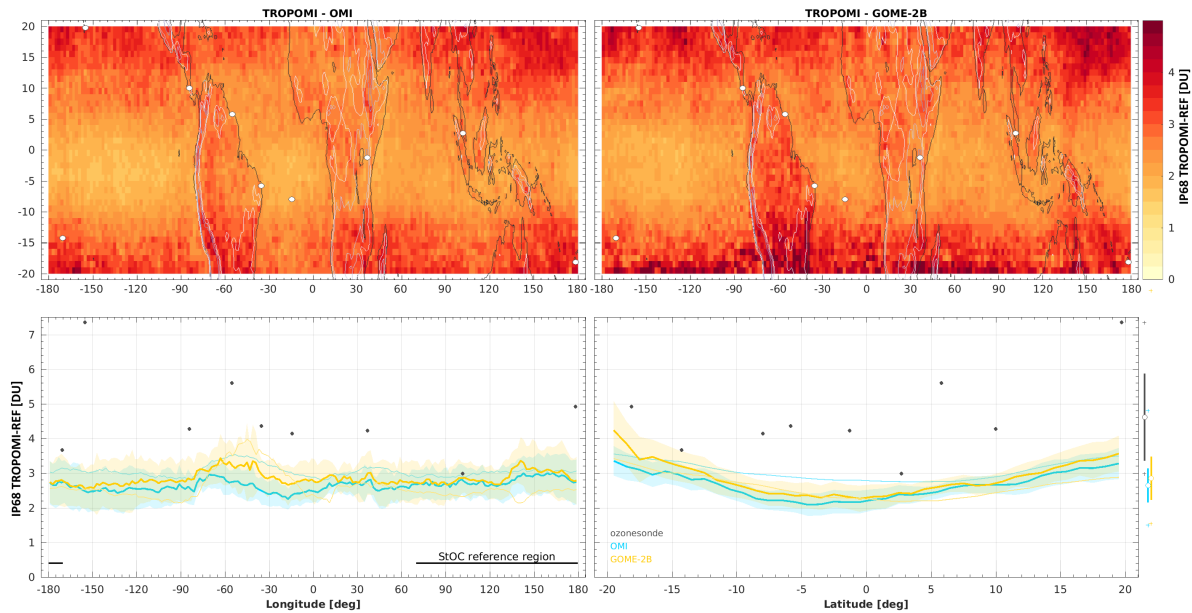 TROPOMI - OMI
TROPOMI - GOME-2B
20
15
10
5
0
-5
-10
-15
-20
-180 -150 -120 -90 -60 -30 0 30 60 90 120 150 180
-180 -150 -120 -90 -60 -30 0 30 60 90 120 150 180
4
3
2
1
0
IP68 TROPOMI-REF [DU]
IP68 TROPOMI-REF [DU]
7
6
5
4
3
2
1
0
StOC reference region
ozonesonde
OMI
GOME-2B
-180 -150 -120 -90 -60 -30 0 30 60 90 120 150 180
-20 -15 -10 -5 0 5 10 15 20
Longitude [deg]
Latitude [deg]